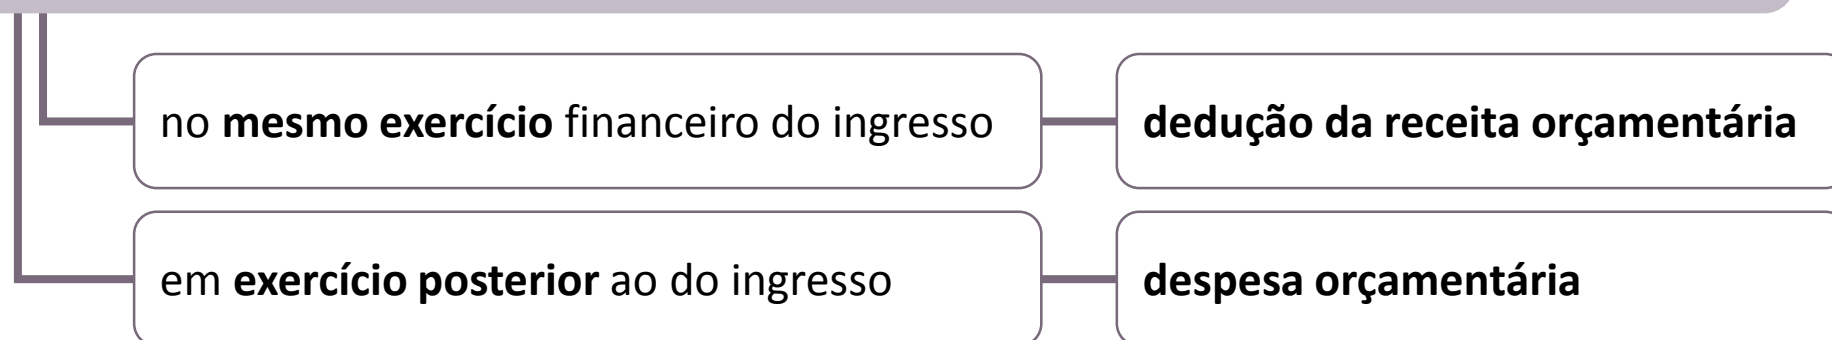 no mesmo exercício financeiro do ingresso
dedução da receita orçamentária
em exercício posterior ao do ingresso
despesa orçamentária